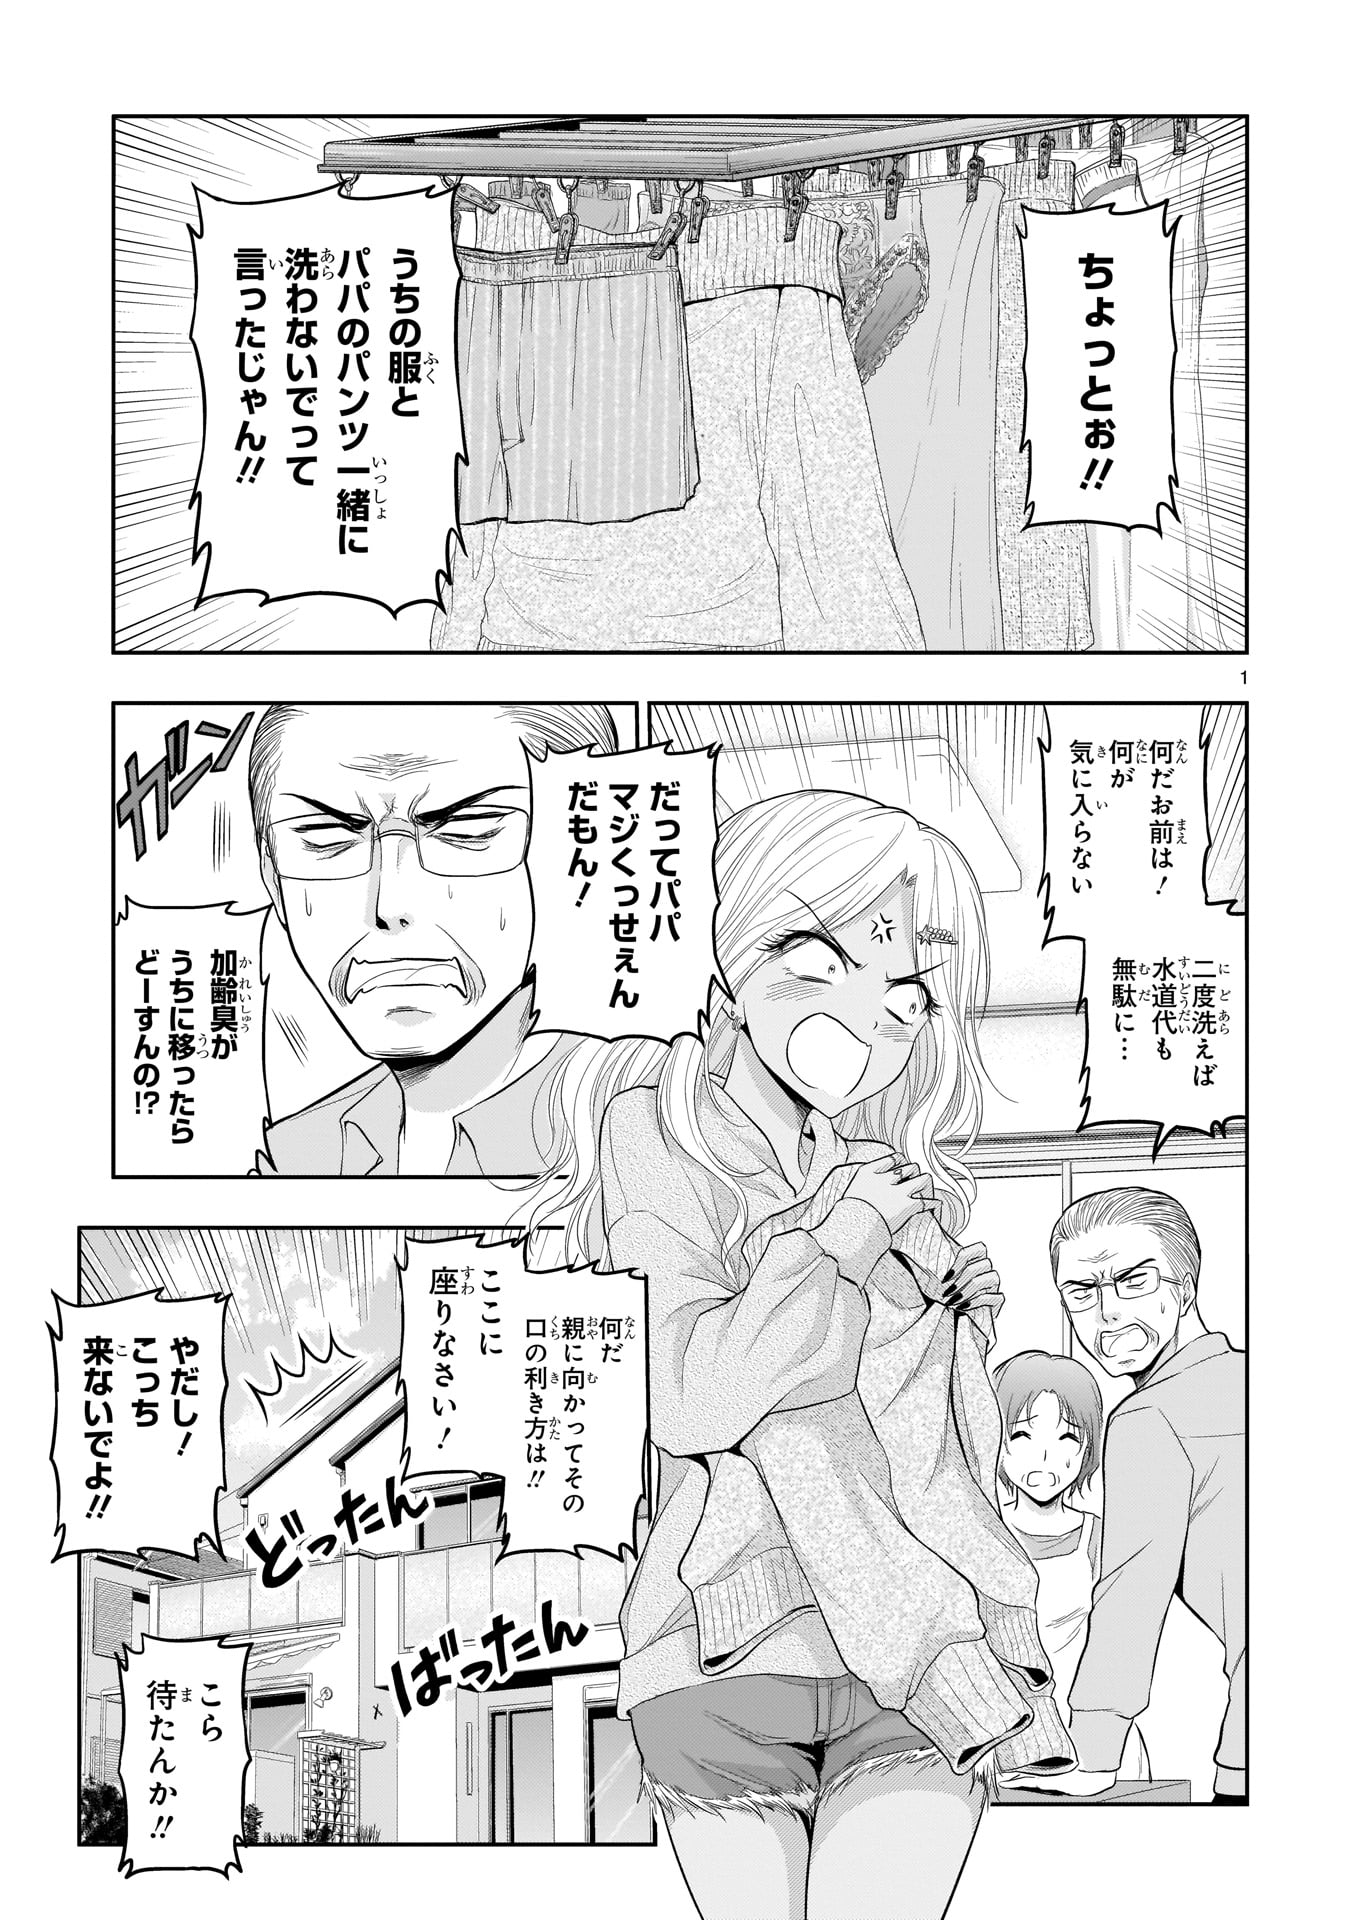 ちょっとぉ!!
うちの服と
パパのパンツ一緒に
洗わないでって
言ったじゃん!!
1
何だお前は!
何が
気に入らない
二度洗えば
水道代も
無駄に…
だってパパ
マジくっせぇん
だもん!
ガミン
加齢臭が
うちに移ったら
どーすんの!?
何だ
親に向かってその
口の利き方は!!
ここに
座りなさい!
やだし!
こっち
来ないでよ!!
どったん
ばったん
こら
待たんか!!